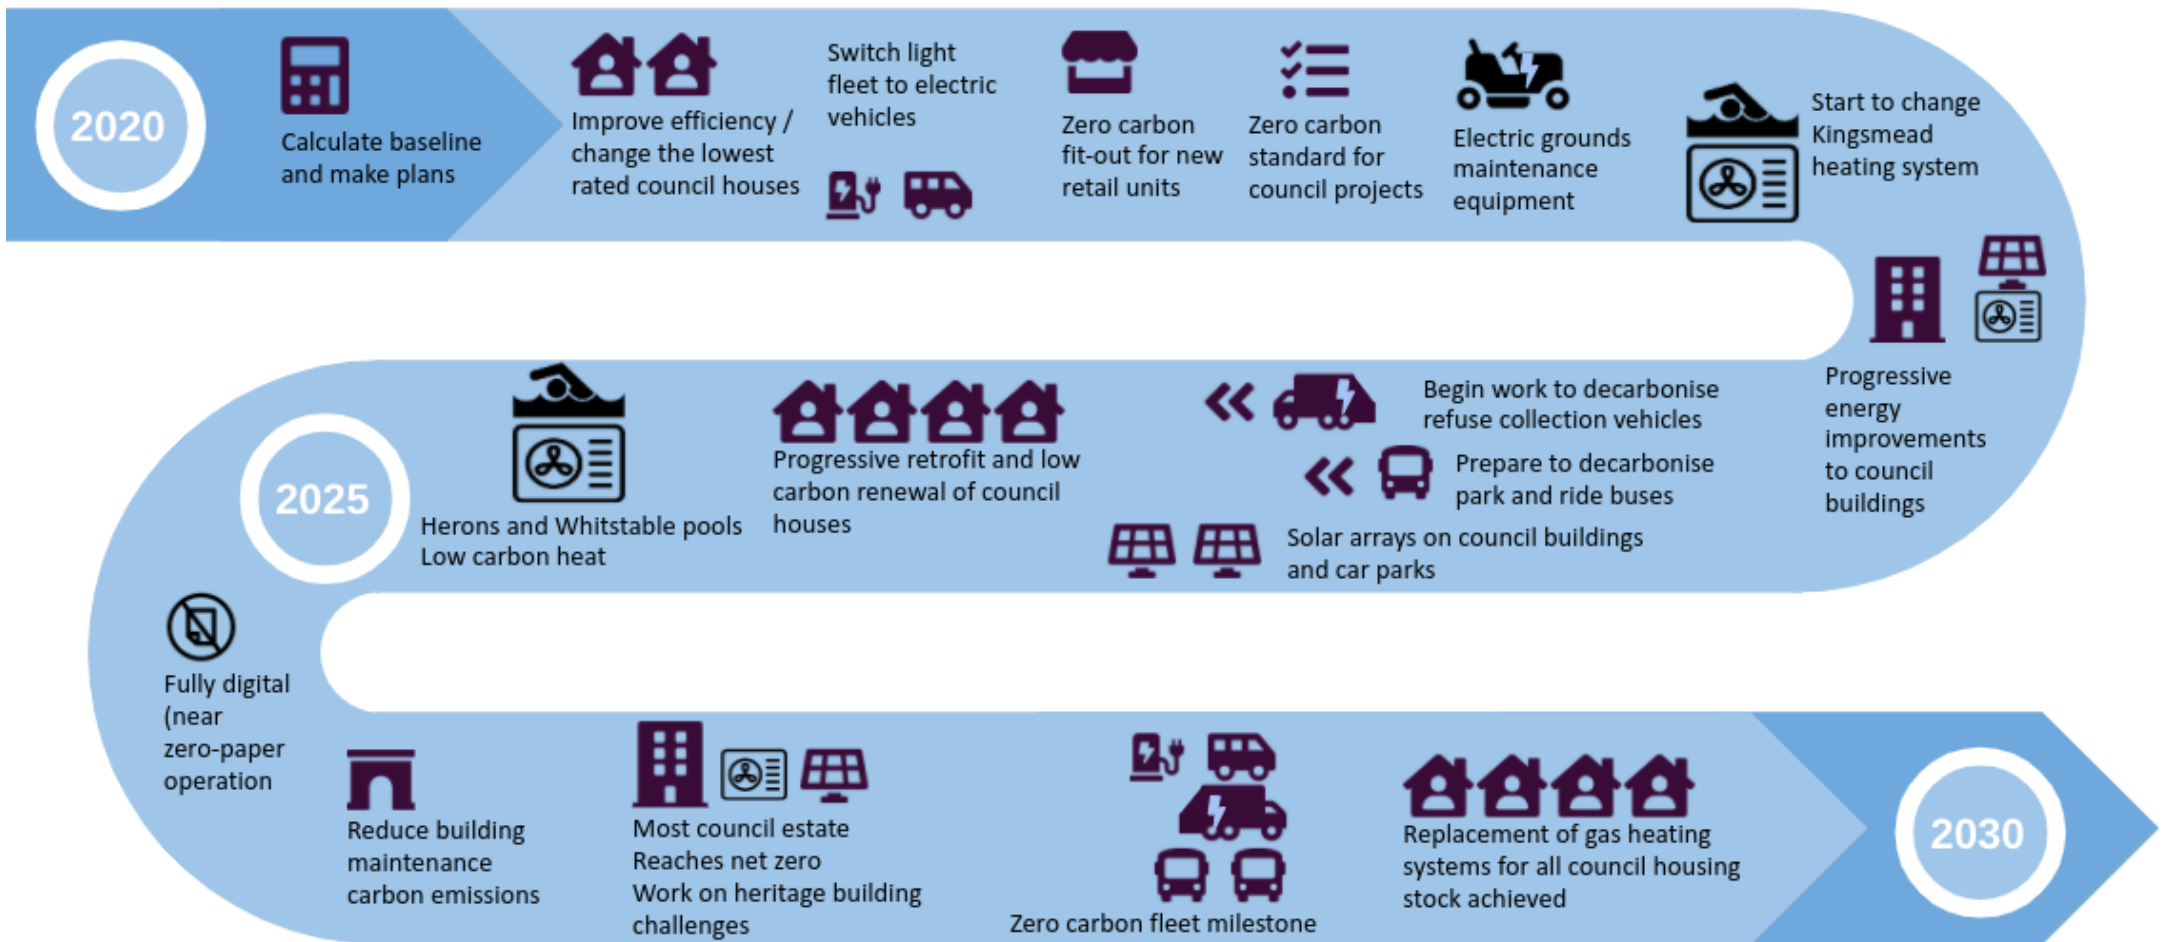 2020
Calculate baseline
and make plans
Improve efficiency /
change the lowest
rated council houses
Switch light
fleet to electric
vehicles
Zero carbon
fit-out for new
retail units
Zero carbon
standard for
council projects
Electric grounds
maintenance
equipment
Start to change
Kingsmead
heating system
Progressive
energy
improvements
to council
buildings
Begin work to decarbonise
refuse collection vehicles
Prepare to decarbonise
park and ride buses
Solar arrays on council buildings
and car parks
Progressive retrofit and low
carbon renewal of council
houses
Herons and Whitstable pools
Low carbon heat
2025
Fully digital
(near
zero-paper
operation
Reduce building
maintenance
carbon emissions
Most council estate
Reaches net zero
Work on heritage building
challenges
Zero carbon fleet milestone
Replacement of gas heating
systems for all council housing
stock achieved
2030